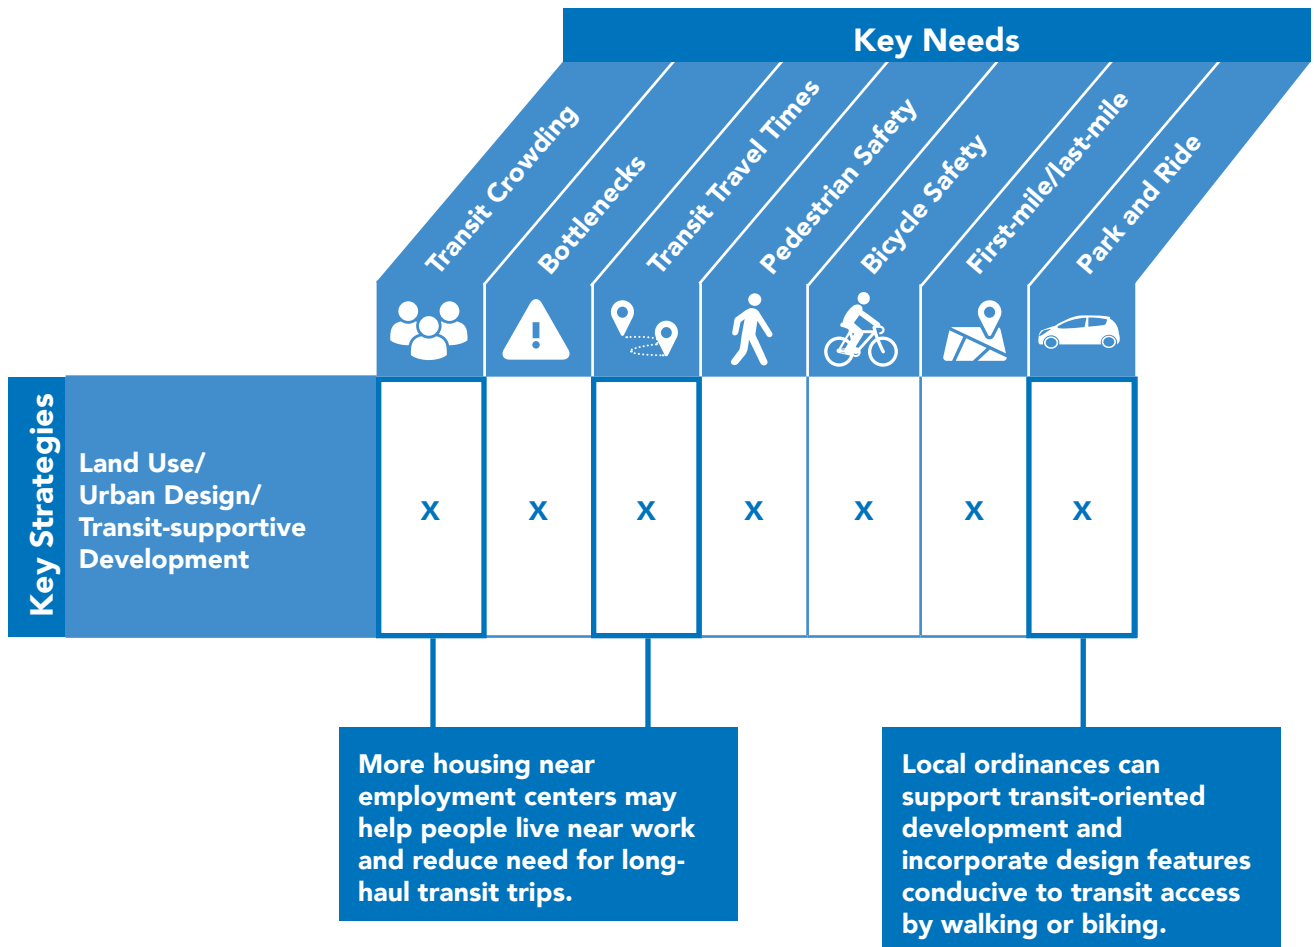 Key Needs
Transit Crowding
Bottlenecks
Transit Travel Times
Pedestrian Safety
Bicycle Safety
First-mile/last-mile
Park and Ride
Key Strategies
Land Use/
Urban Design/
Transit-supportive
Development
X X X X X X X
More housing near
employment centers may
help people live near work
and reduce need for long-
haul transit trips.
Local ordinances can
support transit-oriented
development and
incorporate design features
conducive to transit access
by walking or biking.